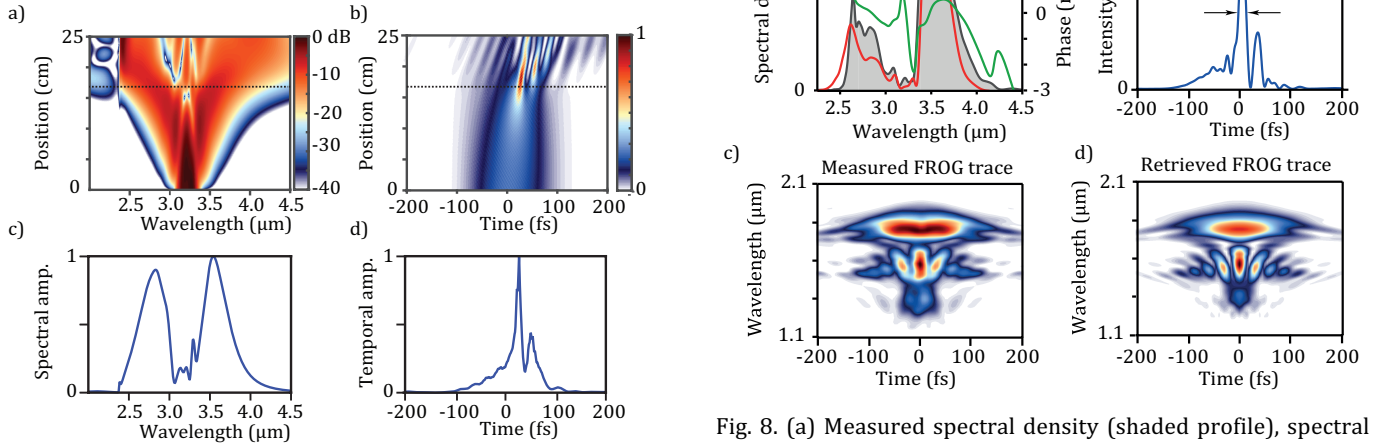 a)
25
Position (cm)
0
2.5 3.0 3.5 4.0 4.5
Wavelength (μm)
0 dB
-10
-20
-30
-40
b)
25
Position (cm)
0
-200 -100 0 100 200
Time (fs)
1
0
c)
1
Spectral amp.
0
2.5 3.0 3.5 4.0 4.5
Wavelength (μm)
d)
1
Temporal amp.
0
-200 -100 0 100 200
Time (fs)
Spectral d
0
2.5 3.0 3.5 4.0 4.5
Wavelength (μm)
0
-3
Phase (
Intensity
0
-200 -100 0 100 200
Time (fs)
c)
Measured FROG trace
2.1
Wavelength (μm)
1.1
-200 -100 0 100 200
Time (fs)
d)
Retrieved FROG trace
2.1
Wavelength (μm)
1.1
-200 -100 0 100 200
Time (fs)
Fig. 8. (a) Measured spectral density (shaded profile), spectral